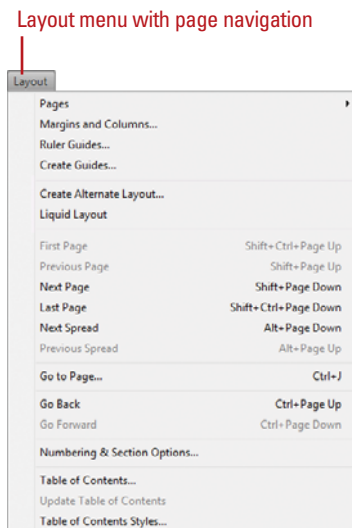 Layout menu with page navigation
Layout
Pages
Margins and Columns...
Ruler Guides...
Create Guides...
Create Alternate Layout...
Liquid Layout
First Page Shift+Ctrl+Page Up
Previous Page Shift+Page Up
Next Page Shift+Page Down
Last Page Shift+Ctrl+Page Down
Next Spread Alt+Page Down
Previous Spread Alt+Page Up
Go to Page... Ctrl+J
Go Back Ctrl+Page Up
Go Forward Ctrl+Page Down
Numbering & Section Options...
Table of Contents...
Update Table of Contents
Table of Contents Styles...